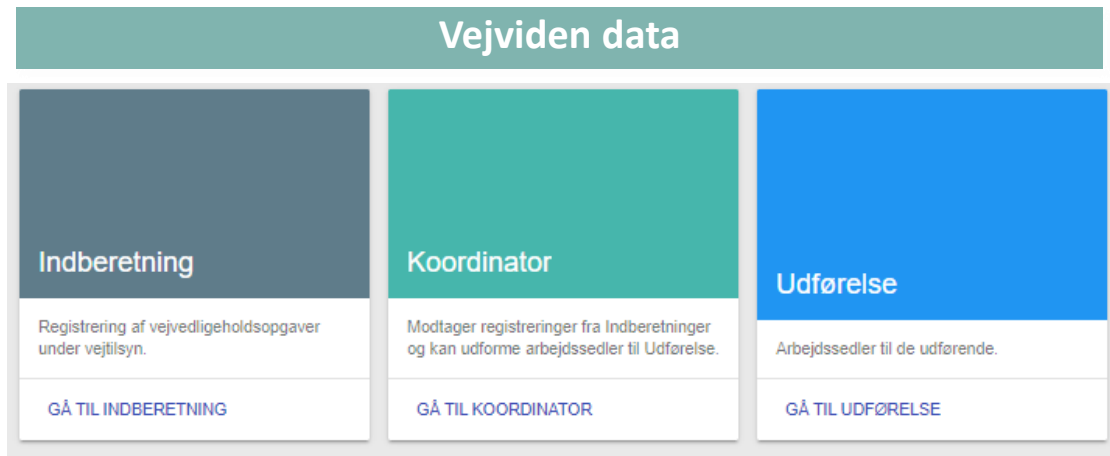 Vejviden data
Indberetning
Registrering af vejvedligeholdsopgaver
under vejtilsyn.
GÅ TIL INDBERETNING
Koordinator
Modtager registreringer fra Indberetninger
og kan udforme arbejdssedler til Udførelse.
GÅ TIL KOORDINATOR
Udførelse
Arbejdssedler til de udførende.
GÅ TIL UDFØRELSE